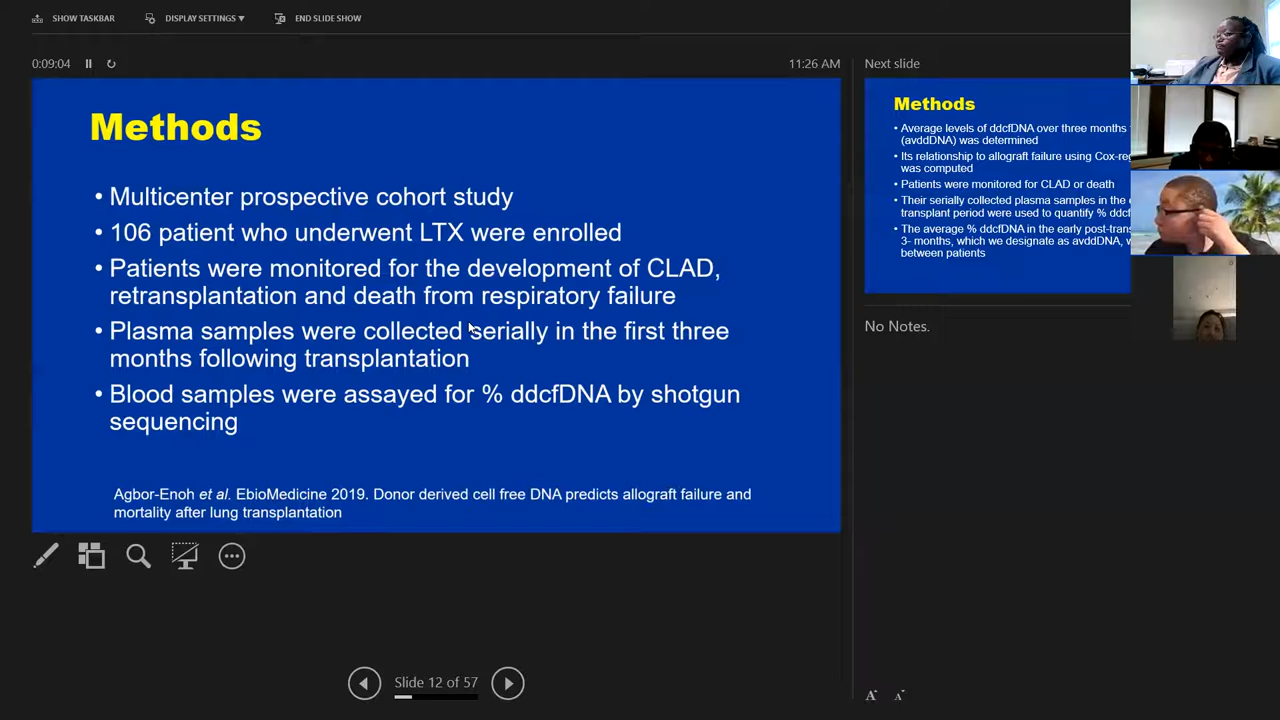 SHOW TASKBAR
DISPLAY SETTINGS ▼
END SLIDE SHOW
0:09:04
11:26 AM
Methods
• Multicenter prospective cohort study
• 106 patient who underwent LTX were enrolled
• Patients were monitored for the development of CLAD,
retransplantation and death from respiratory failure
• Plasma samples were collected serially in the first three
months following transplantation
• Blood samples were assayed for % ddcfDNA by shotgun
sequencing
Agbor-Enoh et al. EbioMedicine 2019. Donor derived cell free DNA predicts allograft failure and
mortality after lung transplantation
Slide 12 of 57
Next slide
Methods
• Average levels of ddcfDNA over three months
(avddDNA) was determined
• Its relationship to allograft failure using
was computed
• Patients were monitored for CLAD or death
• Their serially collected plasma samples in the
transplant period were used to quantify %
• The average % ddcfDNA in the early
3- months, which we designate as avddDNA,
between patients
No Notes.
A A